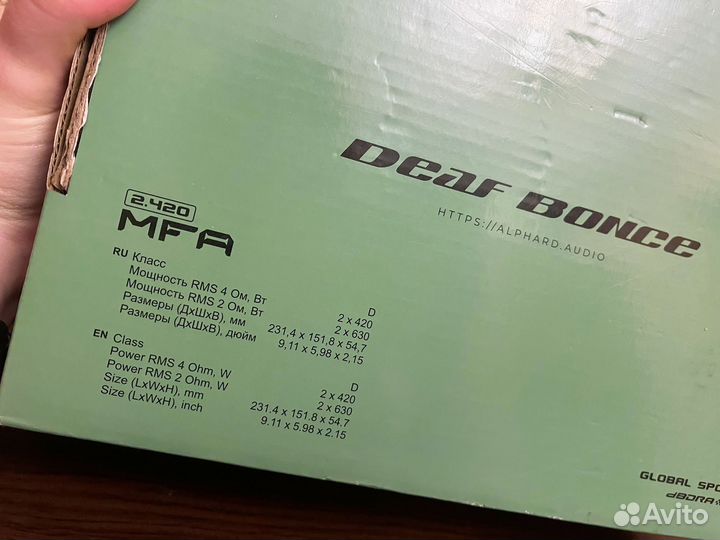 Deaf Bonce
HTTPS://ALPHARD.AUDIO
2.420
MFA
RU Класс D
Мощность RMS 4 Ом, Вт 2 x 420
Мощность RMS 2 Ом, Вт 2 x 630
Размеры (ДхШхВ), мм 231,4 x 151,8 x 54,7
Размеры (ДхШхВ), дюйм 9,11 x 5,98 x 2,15
EN Class D
Power RMS 4 Ohm, W 2 x 420
Power RMS 2 Ohm, W 2 x 630
Size (LxWxH), mm 231.4 x 151.8 x 54.7
Size (LxWxH), inch 9.11 x 5.98 x 2.15
GLOBAL SPO
dBDRA
Avito